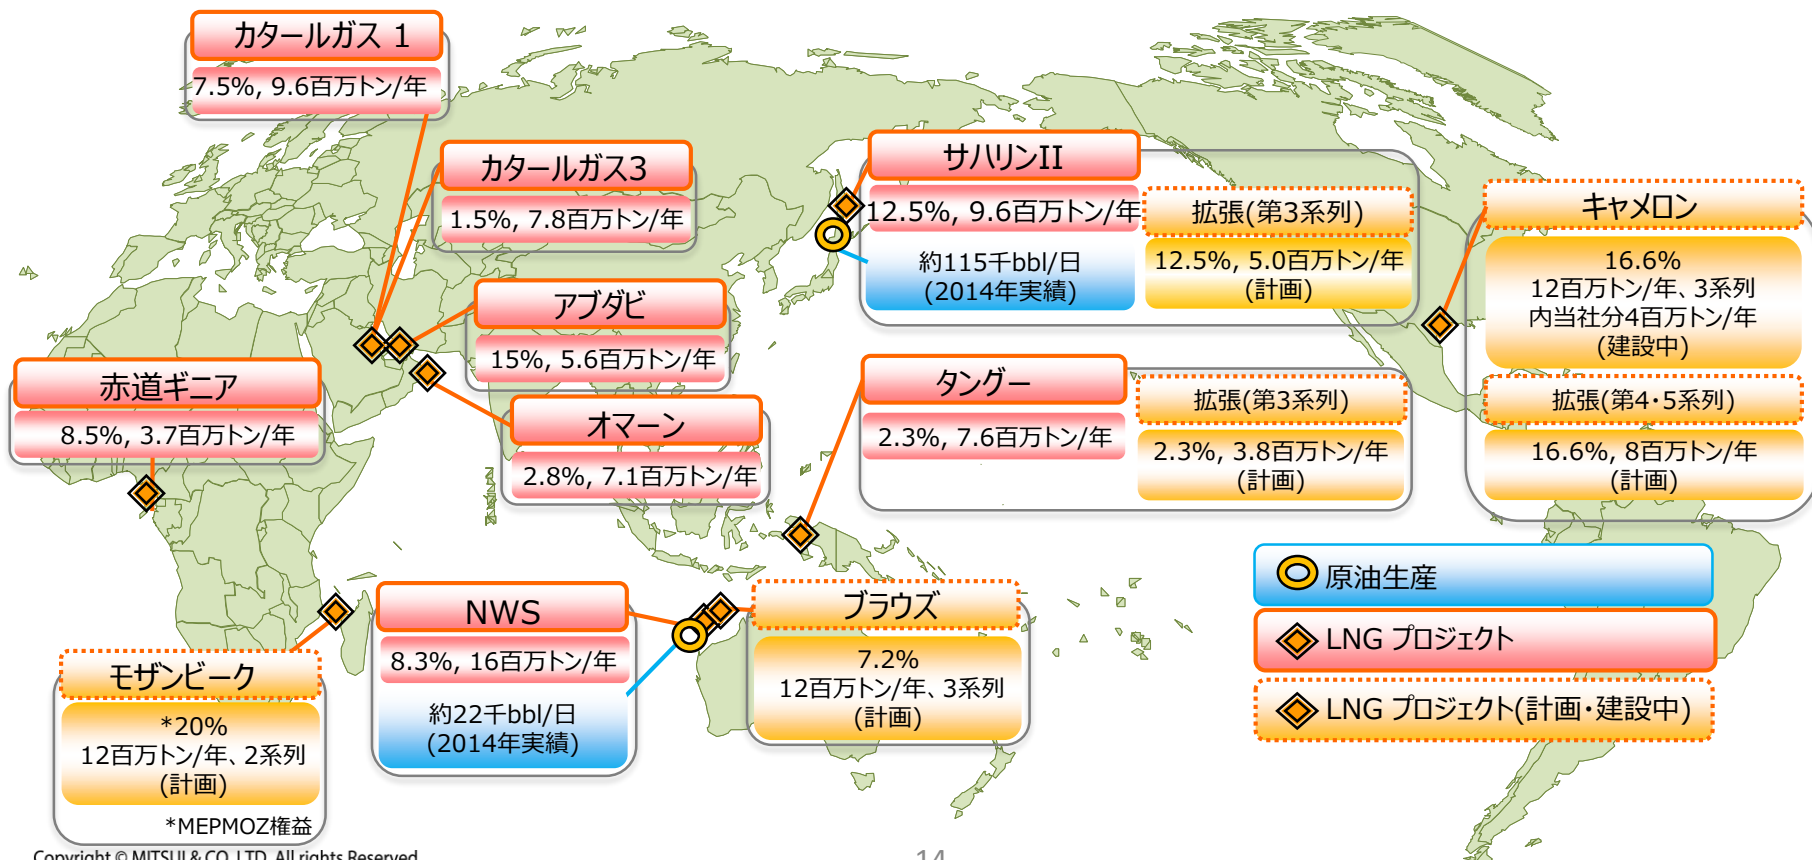 カタールガス 1
7.5%, 9.6百万トン/年
カタールガス3
1.5%, 7.8百万トン/年
アブダビ
15%, 5.6百万トン/年
オマーン
2.8%, 7.1百万トン/年
赤道ギニア
8.5%, 3.7百万トン/年
サハリンII
12.5%, 9.6百万トン/年
約115千bbl/日
(2014年実績)
拡張(第3系列)
12.5%, 5.0百万トン/年
(計画)
キャメロン
16.6%
12百万トン/年、3系列
内当社分4百万トン/年
(建設中)
拡張(第4・5系列)
16.6%, 8百万トン/年
(計画)
タングー
2.3%, 7.6百万トン/年
拡張(第3系列)
2.3%, 3.8百万トン/年
(計画)
モザンビーク
*20%
12百万トン/年、2系列
(計画)
*MEPMOZ権益
NWS
8.3%, 16百万トン/年
約22千bbl/日
(2014年実績)
ブラウズ
7.2%
12百万トン/年、3系列
(計画)
原油生産
LNG プロジェクト
LNG プロジェクト(計画・建設中)
Copyright © MITSUI & CO., LTD. All rights Reserved
14